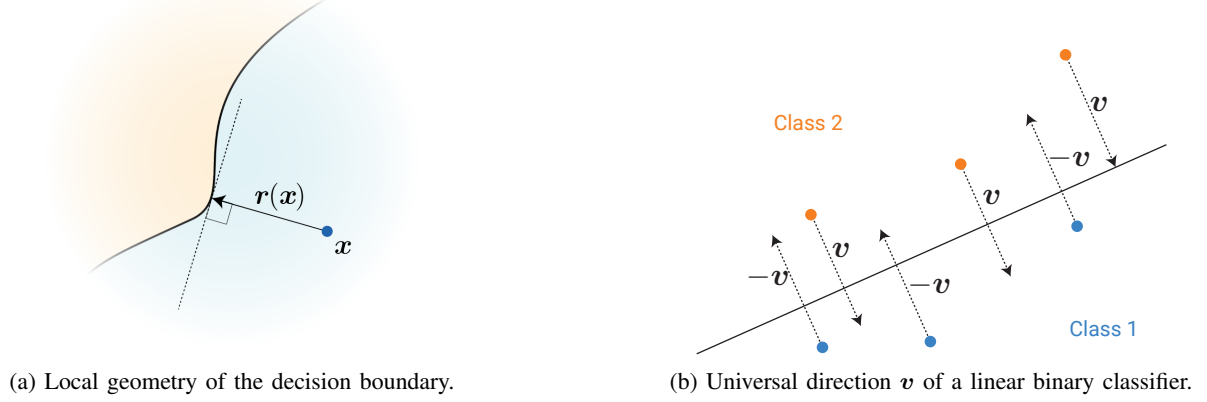 r(x)
x
(a) Local geometry of the decision boundary.
Class 2
v
−v
v
v
−v
−v
Class 1
(b) Universal direction v of a linear binary classifier.